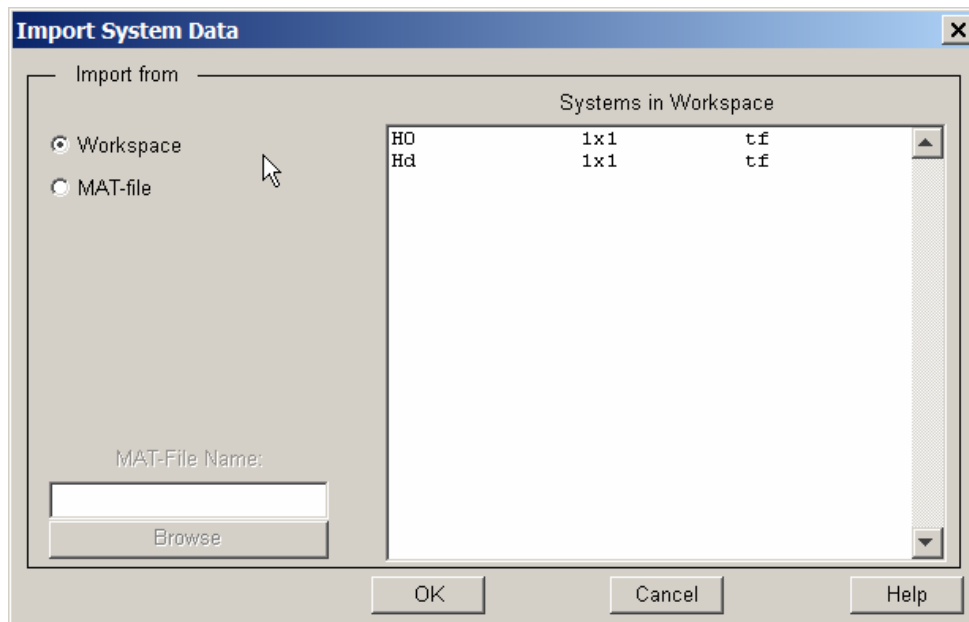 Import System Data
Import from
Systems in Workspace
Workspace
MAT-file
HO 1x1 tf
Hd 1x1 tf
MAT-File Name:
Browse
OK Cancel Help